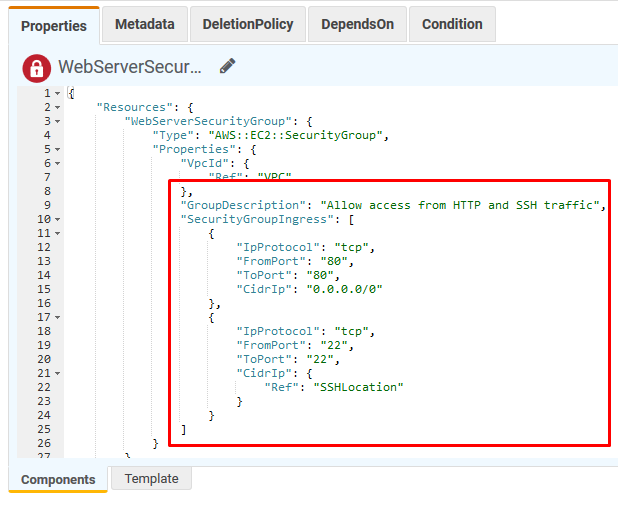 Properties Metadata DeletionPolicy DependsOn Condition
WebServerSecur...
1 {
2 "Resources": {
3 "WebServerSecurityGroup": {
4 "Type": "AWS::EC2::SecurityGroup",
5 "Properties": {
6 "VpcId": {
7 "Ref": "VPC"
8 },
9 "GroupDescription": "Allow access from HTTP and SSH traffic",
10 "SecurityGroupIngress": [
11 {
12 "IpProtocol": "tcp",
13 "FromPort": "80",
14 "ToPort": "80",
15 "CidrIp": "0.0.0.0/0"
16 },
17 {
18 "IpProtocol": "tcp",
19 "FromPort": "22",
20 "ToPort": "22",
21 "CidrIp": {
22 "Ref": "SSHLocation"
23 }
24 }
25 ]
26 }
27 }
Components Template